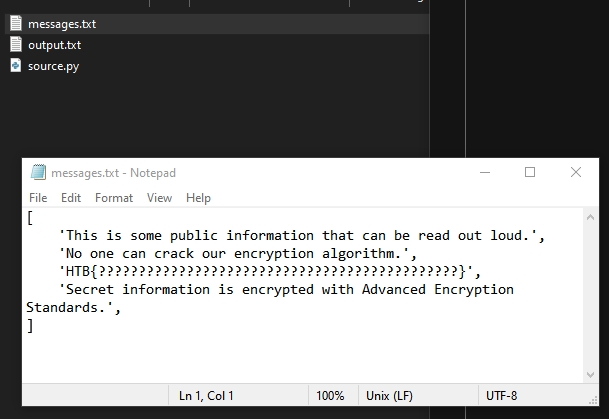 messages.txt
output.txt
source.py
messages.txt - Notepad
File Edit Format View Help
[
'This is some public information that can be read out loud.',
'No one can crack our encryption algorithm.',
'HTB{?????????????????????????????????????????????}',
'Secret information is encrypted with Advanced Encryption
Standards.',
]
Ln 1, Col 1 100% Unix (LF) UTF-8